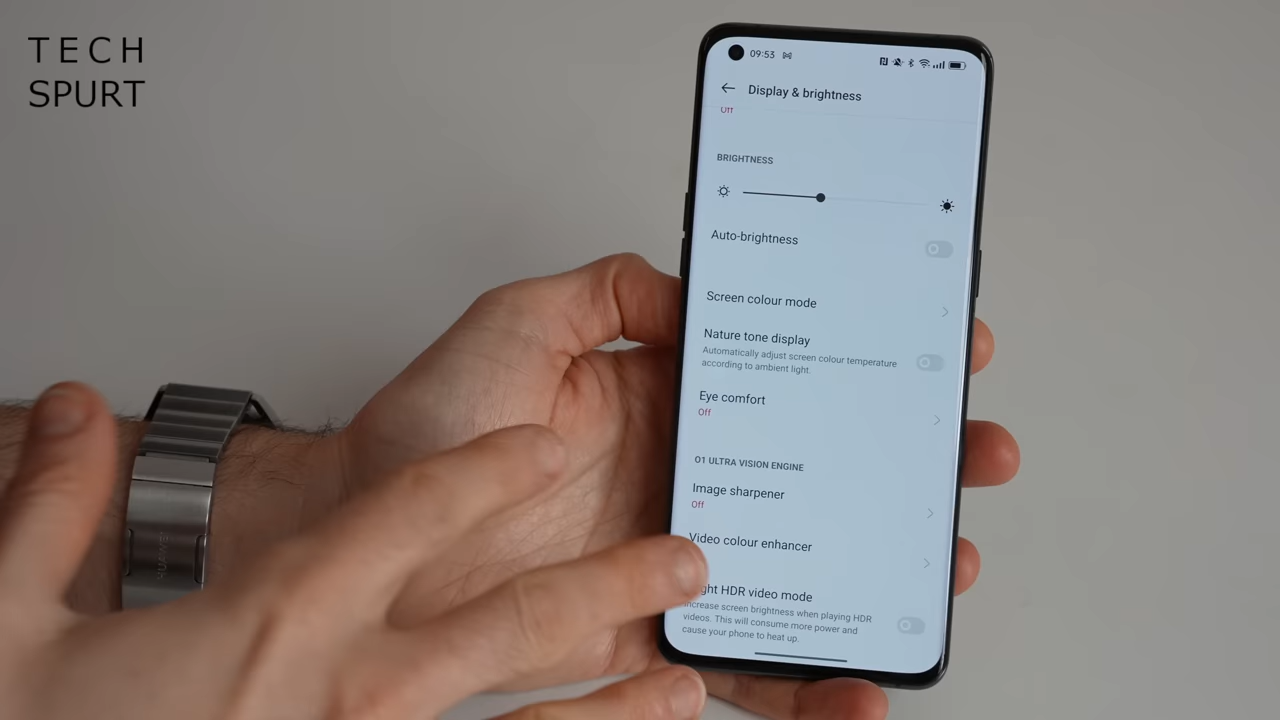 TECH
SPURT
09:53
Display & brightness
Off
BRIGHTNESS
Auto-brightness
Screen colour mode
Nature tone display
Automatically adjust screen colour temperature
according to ambient light.
Eye comfort
Off
O1 ULTRA VISION ENGINE
Image sharpener
Off
Video colour enhancer
ght HDR video mode
Increase screen brightness when playing HDR
videos. This will consume more power and
cause your phone to heat up.
HUAWEI